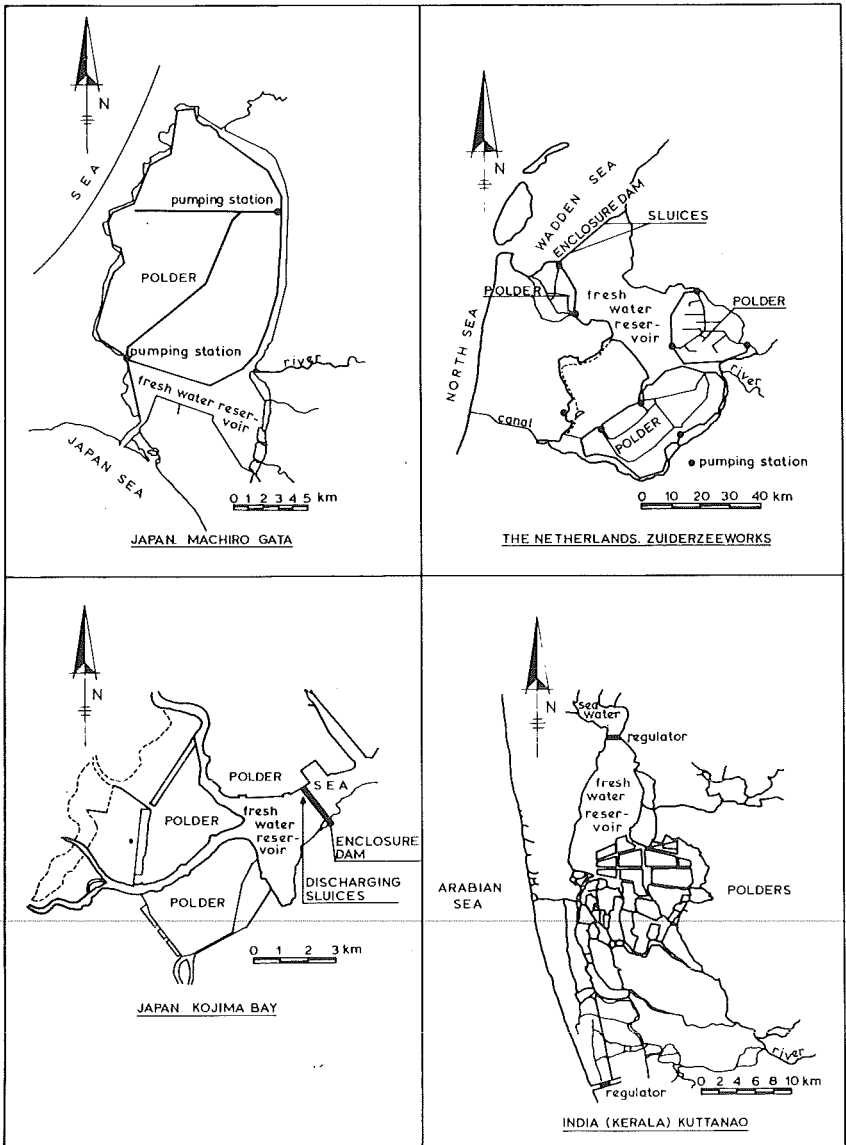 N
SEA
pumping station
POLDER
pumping station
river
fresh water reser-
voir
JAPAN SEA
0 1 2 3 4 5 km
JAPAN. MACHIRO GATA
N
WADDEN SEA
ENCLOSURE DAM
SLUICES
POLDER
fresh
water
reser-
voir
POLDER
NORTH SEA
river
canal
POLDER
pumping station
0 10 20 30 40
km
THE NETHERLANDS. ZUIDERZEEWORKS
N
POLDER
SEA
POLDER
fresh
water
reser-
voir
ENCLOSURE
DAM
DISCHARGING
SLUICES
POLDER
0 1 2 3 km
JAPAN. KOJIMA BAY
N
sea
water
regulator
fresh
water
reser-
voir
ARABIAN
SEA
POLDERS
river
regulator
0 2 4 6 8 10 km
INDIA (KERALA) KUTTANAO